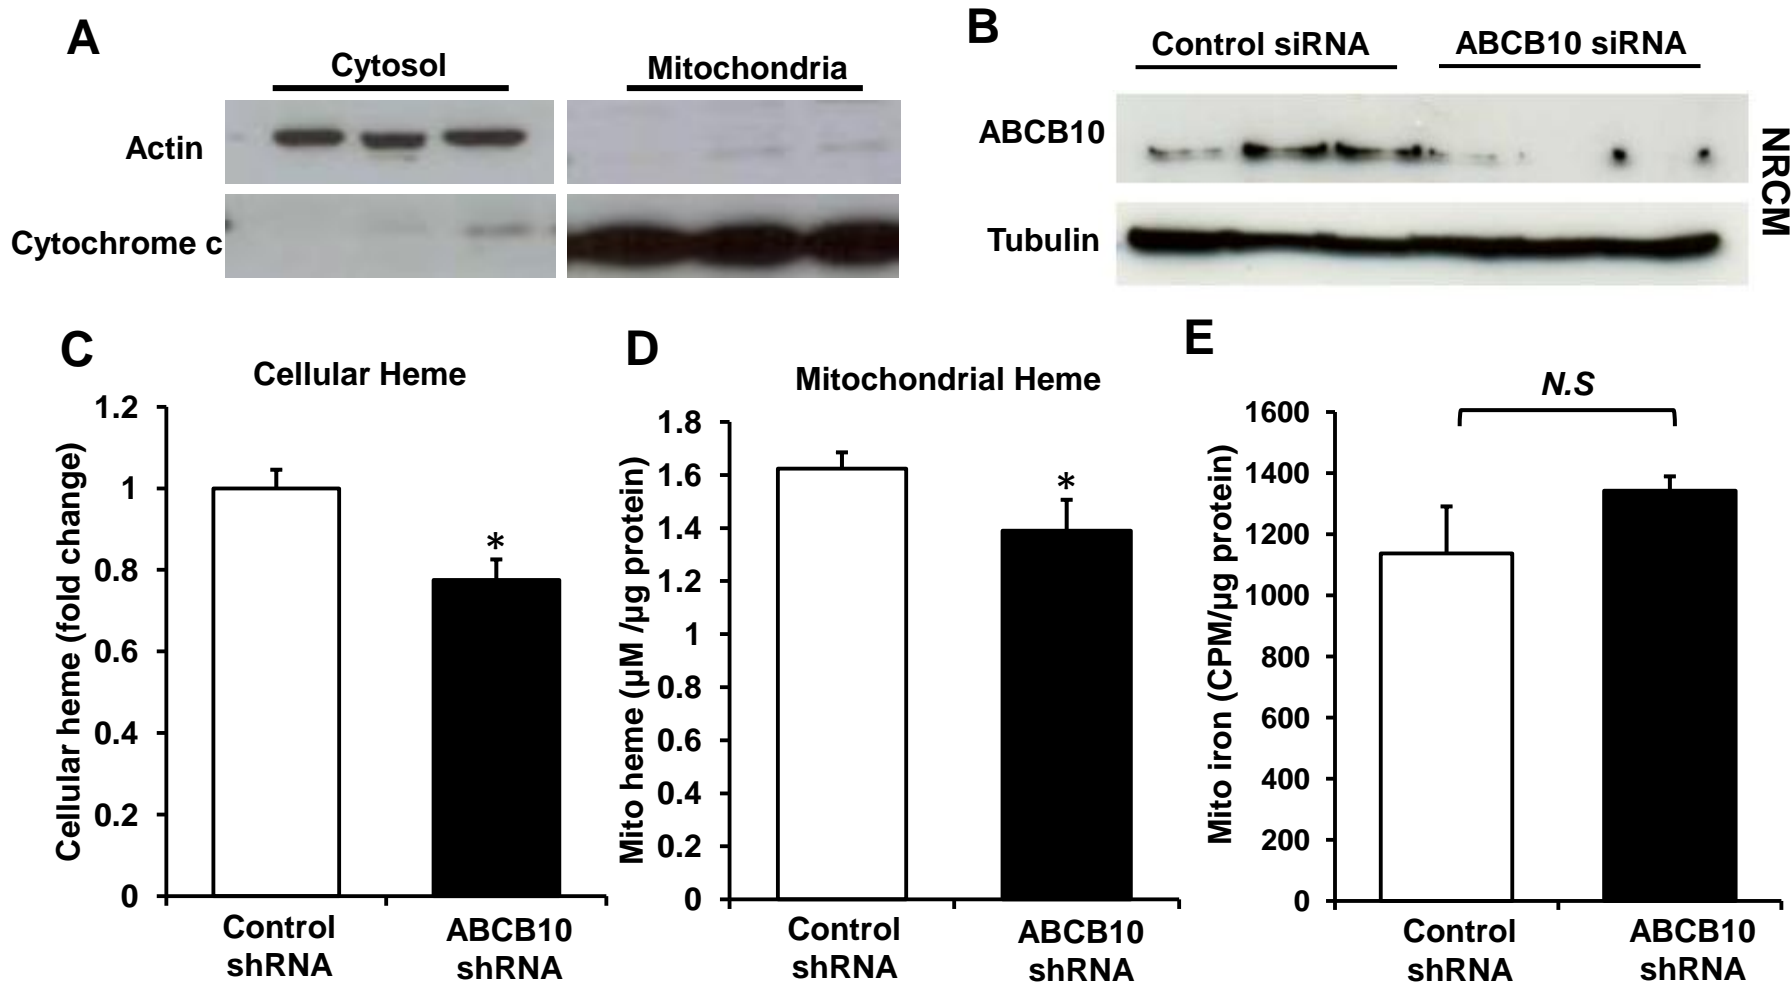 A
Cytosol
Mitochondria
Actin
Cytochrome c
B
Control siRNA
ABCB10 siRNA
ABCB10
Tubulin
NRCM
C
Cellular Heme
Cellular heme (fold change)
1.2
1
0.8
0.6
0.4
0.2
0
*
Control
shRNA
ABCB10
shRNA
D
Mitochondrial Heme
Mito heme (µM /µg protein)
1.8
1.6
1.4
1.2
1
0.8
0.6
0.4
0.2
0
*
Control
shRNA
ABCB10
shRNA
E
N.S
Mito iron (CPM/µg protein)
1600
1400
1200
1000
800
600
400
200
0
Control
shRNA
ABCB10
shRNA